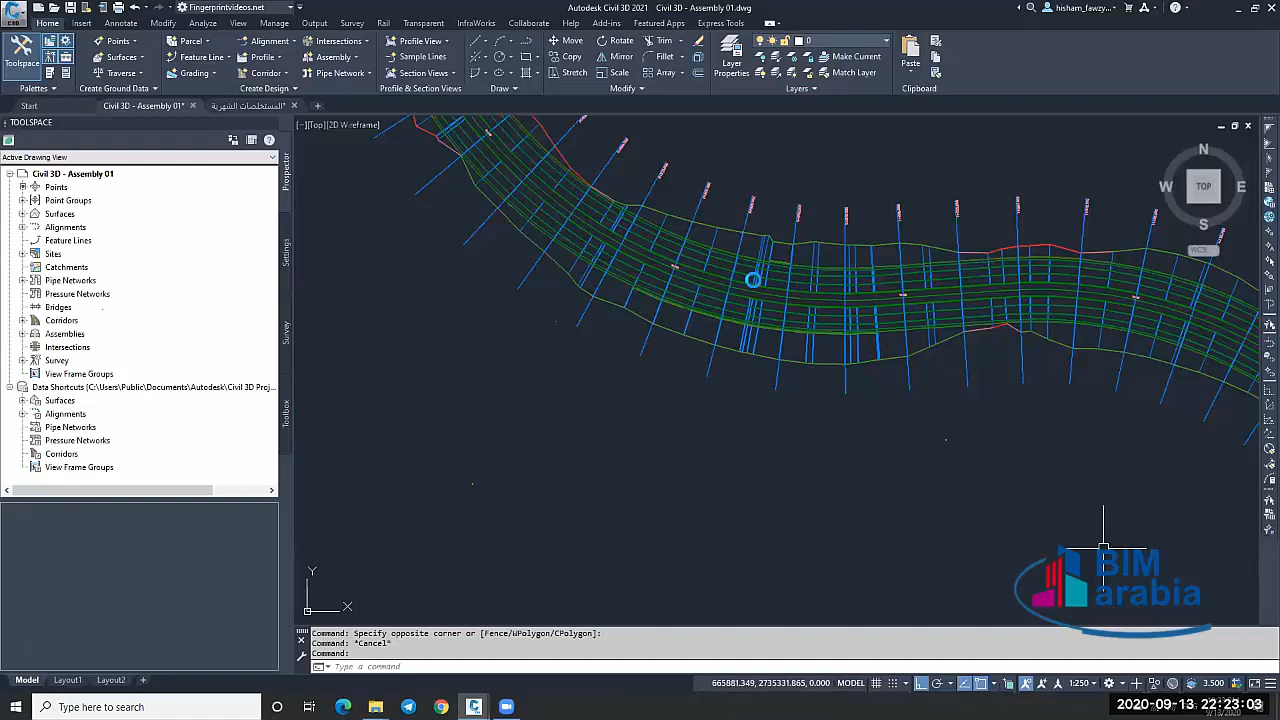 Fingerprintvideos.net
Autodesk Civil 3D 2021 Civil 3D - Assembly 01.dwg
hisham_fawzy...
Home Insert Annotate Modify Analyze View Manage Output Survey Rail Transparent InfraWorks Collaborate Help Add-ins Featured Apps Express Tools
Points Parcel Alignment Intersections Profile View Move Rotate Trim 0
Toolspace Surfaces Feature Line Profile Assembly Sample Lines Copy Mirror Fillet Layer Properties Make Current Paste
Traverse Grading Corridor Pipe Network Section Views Stretch Scale Array Match Layer
Palettes Create Ground Data Create Design Profile & Section Views Draw Modify Layers Clipboard
Start Civil 3D - Assembly 01* المستخلصات الشهرية*
TOOLSPACE
[−][Top][2D Wireframe]
Active Drawing View
Civil 3D - Assembly 01
Points
Point Groups
Surfaces
Alignments
Feature Lines
Sites
Catchments
Pipe Networks
Pressure Networks
Bridges
Corridors
Assemblies
Intersections
Survey
View Frame Groups
Data Shortcuts [C:\Users\Public\Documents\Autodesk\Civil 3D Proj...
Surfaces
Alignments
Pipe Networks
Pressure Networks
Corridors
View Frame Groups
Prospector
Settings
Survey
Toolbox
N
W TOP E
S
WCS
Y
X
BIM
arabia
Command: Specify opposite corner or [Fence/WPolygon/CPolygon]:
Command: *Cancel*
Command:
Type a command
Model Layout1 Layout2 +
665881.349, 2735331.865, 0.000 MODEL 1:250 3.500
Type here to search
2020-09-13 22:23:03